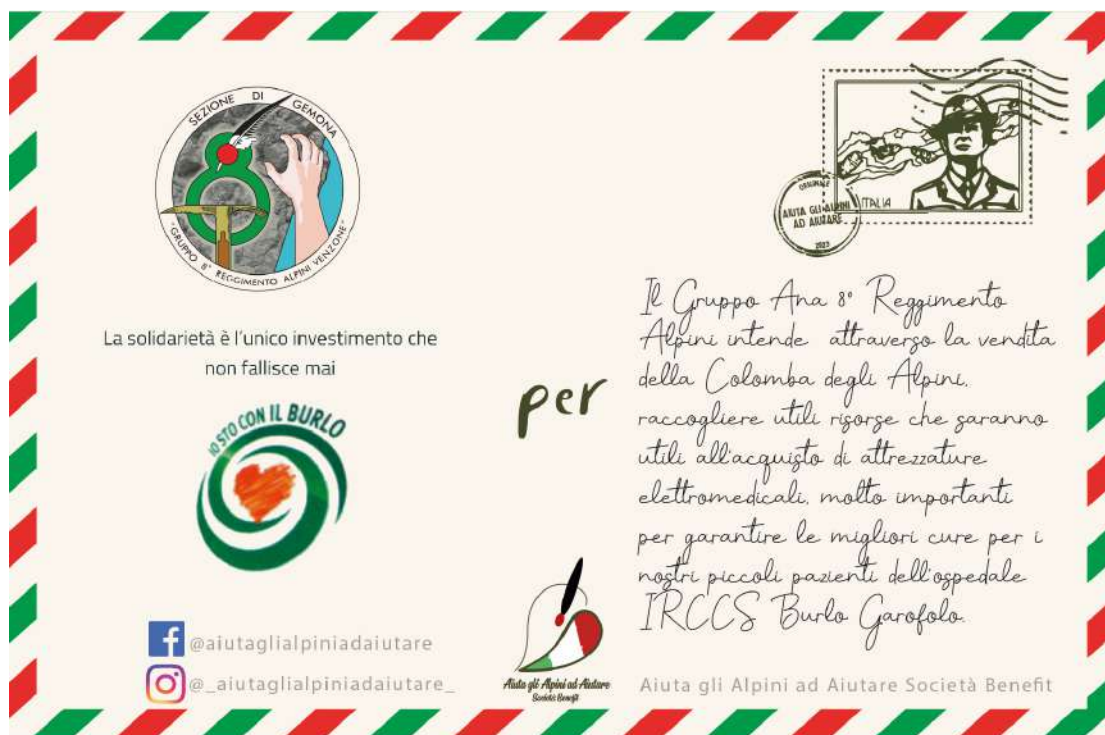 SEZIONE DI GEMONA
"GRUPPO 8° REGGIMENTO ALPINI VENZONE"
La solidarietà è l'unico investimento che
non fallisce mai
IO STO CON IL BURLO
@aiutaglialpiniadaiutare
@_aiutaglialpiniadaiutare_
per
Aiuta gli Alpini ad Aiutare
Società Benefit
ORIGINALE
AIUTA GLI ALPINI
AD AIUTARE
2023
ITALIA
Il Gruppo Ana 8° Reggimento
Alpini intende attraverso la vendita
della Colomba degli Alpini,
raccogliere utili risorse che saranno
utili all'acquisto di attrezzature
elettromedicali, molto importanti
per garantire le migliori cure per i
nostri piccoli pazienti dell'ospedale
IRCCS Burlo Garofolo.
Aiuta gli Alpini ad Aiutare Società Benefit